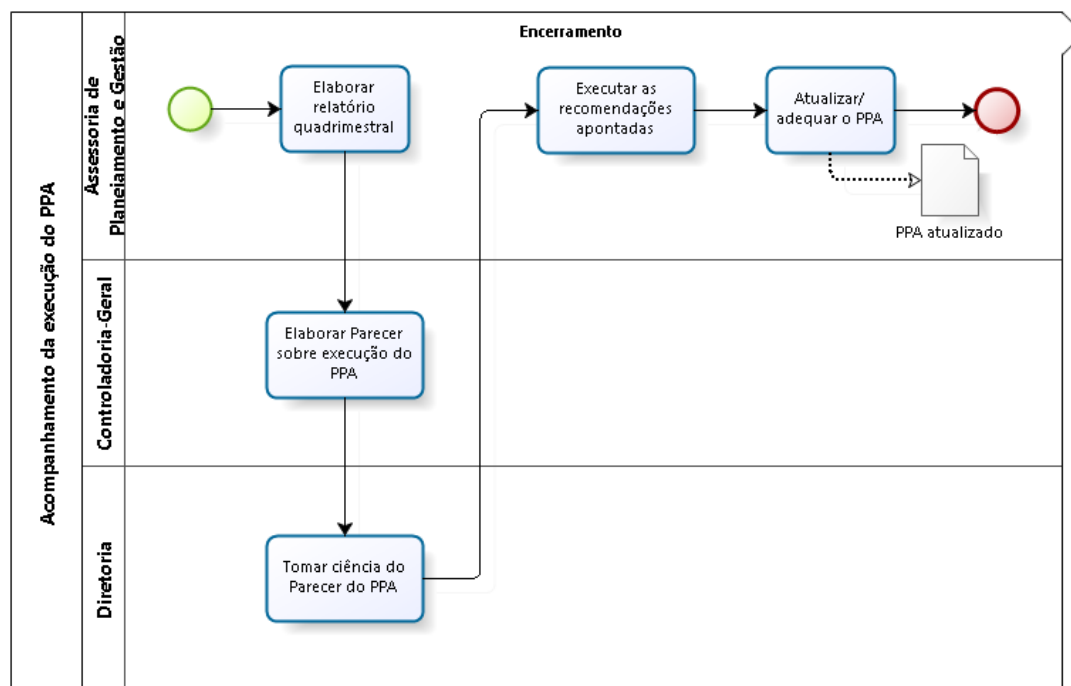 Acompanhamento da execução do PPA
Encerramento
Assessoria de
Planejamento e Gestão
Elaborar
relatório
quadrimestral
Executar as
recomendações
apontadas
Atualizar/
adequar o PPA
PPA atualizado
Controladoria-Geral
Elaborar Parecer
sobre execução do
PPA
Diretoria
Tomar ciência do
Parecer do PPA